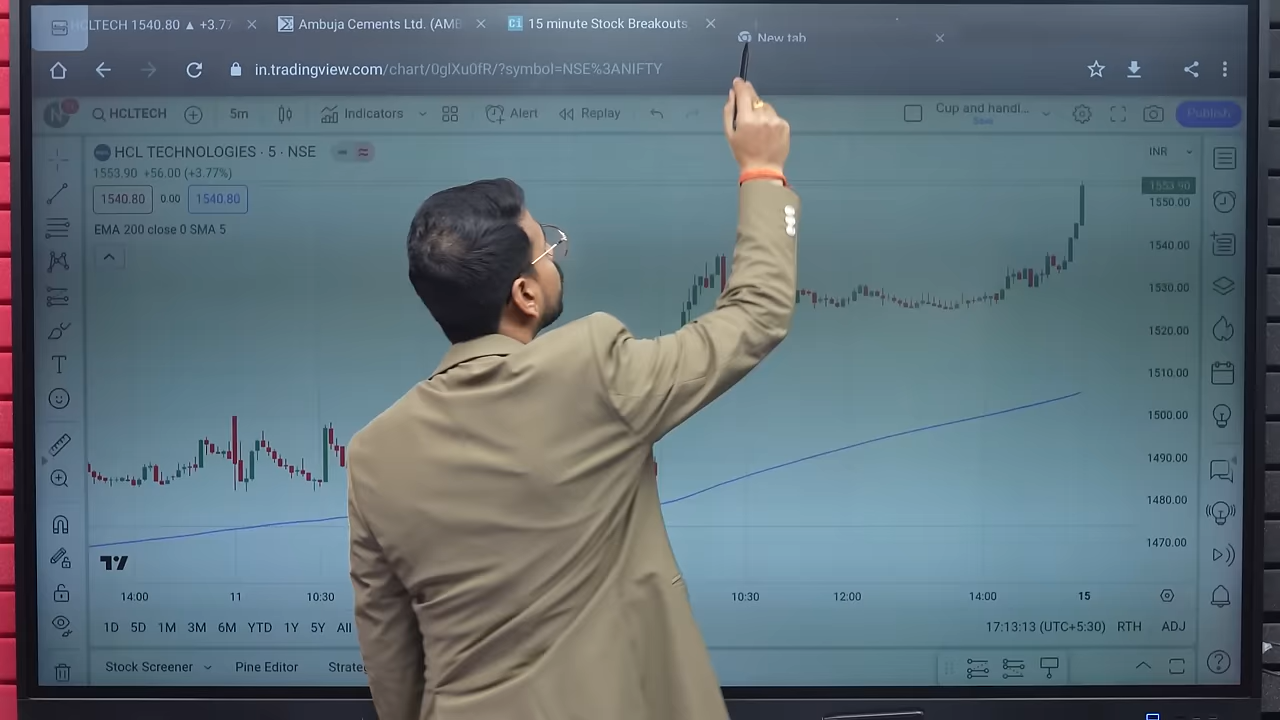 HCLTECH 1540.80 ▲ +3.7
Ambuja Cements Ltd. (AMB
Ci 15 minute Stock Breakouts,
New tab
in.tradingview.com/chart/0glXu0fR/?symbol=NSE%3ANIFTY
HCLTECH 5m Indicators Alert Replay Cup and handl... Publish
Save
HCL TECHNOLOGIES · 5 · NSE
INR
1553.90 +56.00 (+3.77%)
1540.80 0.00 1540.80
EMA 200 close 0 SMA 5
1553.90
1550.00
1540.00
1530.00
1520.00
1510.00
1500.00
1490.00
1480.00
1470.00
14:00 11 10:30 10:30 12:00 14:00 15
1D 5D 1M 3M 6M YTD 1Y 5Y All
17:13:13 (UTC+5:30) RTH ADJ
Stock Screener Pine Editor Strate